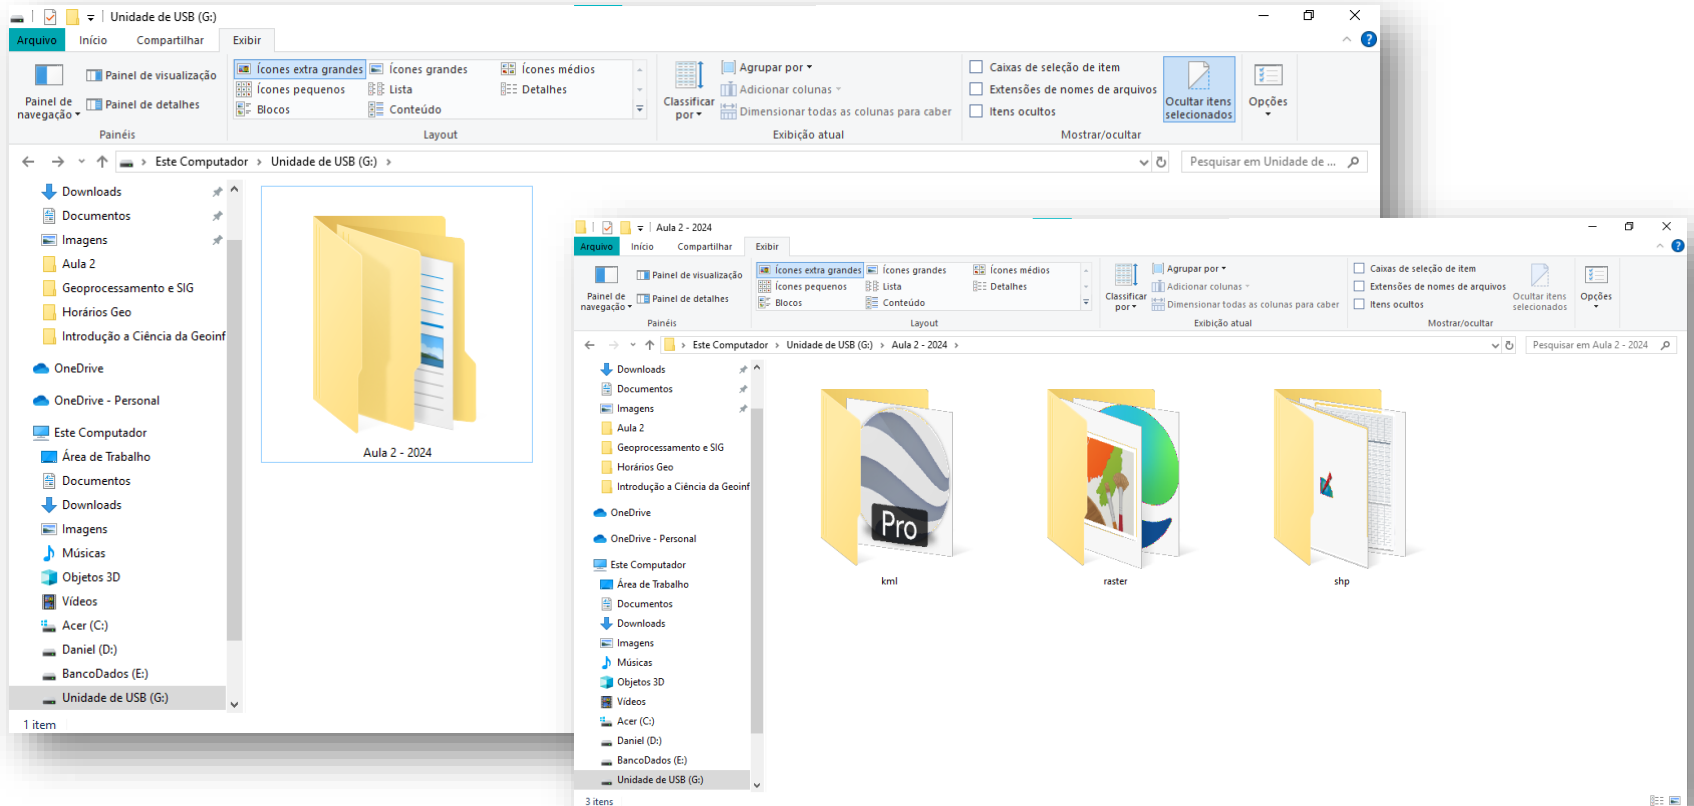 Unidade de USB (G:)
Arquivo Início Compartilhar Exibir
Painel de navegação
Painel de visualização
Painel de detalhes
Painéis
Ícones extra grandes Ícones grandes Ícones médios
Ícones pequenos Lista Detalhes
Blocos Conteúdo
Layout
Classificar por
Agrupar por
Adicionar colunas
Dimensionar todas as colunas para caber
Exibição atual
Caixas de seleção de item
Extensões de nomes de arquivos
Itens ocultos
Ocultar itens selecionados
Mostrar/ocultar
Opções
Este Computador > Unidade de USB (G:) >
Pesquisar em Unidade de ...
Downloads
Documentos
Imagens
Aula 2
Geoprocessamento e SIG
Horários Geo
Introdução a Ciência da Geoinf
OneDrive
OneDrive - Personal
Este Computador
Área de Trabalho
Documentos
Downloads
Imagens
Músicas
Objetos 3D
Vídeos
Acer (C:)
Daniel (D:)
BancoDados (E:)
Unidade de USB (G:)
1 item
Aula 2 - 2024
Aula 2 - 2024
Arquivo Início Compartilhar Exibir
Painel de navegação
Painel de visualização
Painel de detalhes
Painéis
Ícones extra grandes Ícones grandes Ícones médios
Ícones pequenos Lista Detalhes
Blocos Conteúdo
Layout
Classificar por
Agrupar por
Adicionar colunas
Dimensionar todas as colunas para caber
Exibição atual
Caixas de seleção de item
Extensões de nomes de arquivos
Itens ocultos
Ocultar itens selecionados
Mostrar/ocultar
Opções
Este Computador > Unidade de USB (G:) > Aula 2 - 2024 >
Pesquisar em Aula 2 - 2024
Downloads
Documentos
Imagens
Aula 2
Geoprocessamento e SIG
Horários Geo
Introdução a Ciência da Geoinf
OneDrive
OneDrive - Personal
Este Computador
Área de Trabalho
Documentos
Downloads
Imagens
Músicas
Objetos 3D
Vídeos
Acer (C:)
Daniel (D:)
BancoDados (E:)
Unidade de USB (G:)
3 itens
Pro
kml
raster
shp